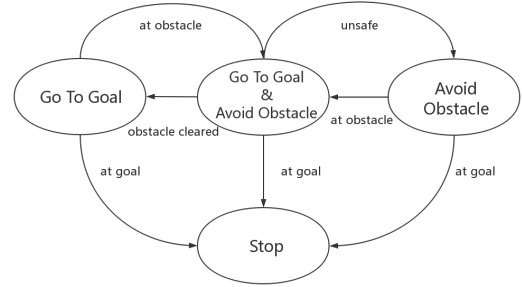 at obstacle
unsafe
Go To Goal
Go To Goal
&
Avoid Obstacle
Avoid
Obstacle
obstacle cleared
at obstacle
at goal
at goal
at goal
Stop